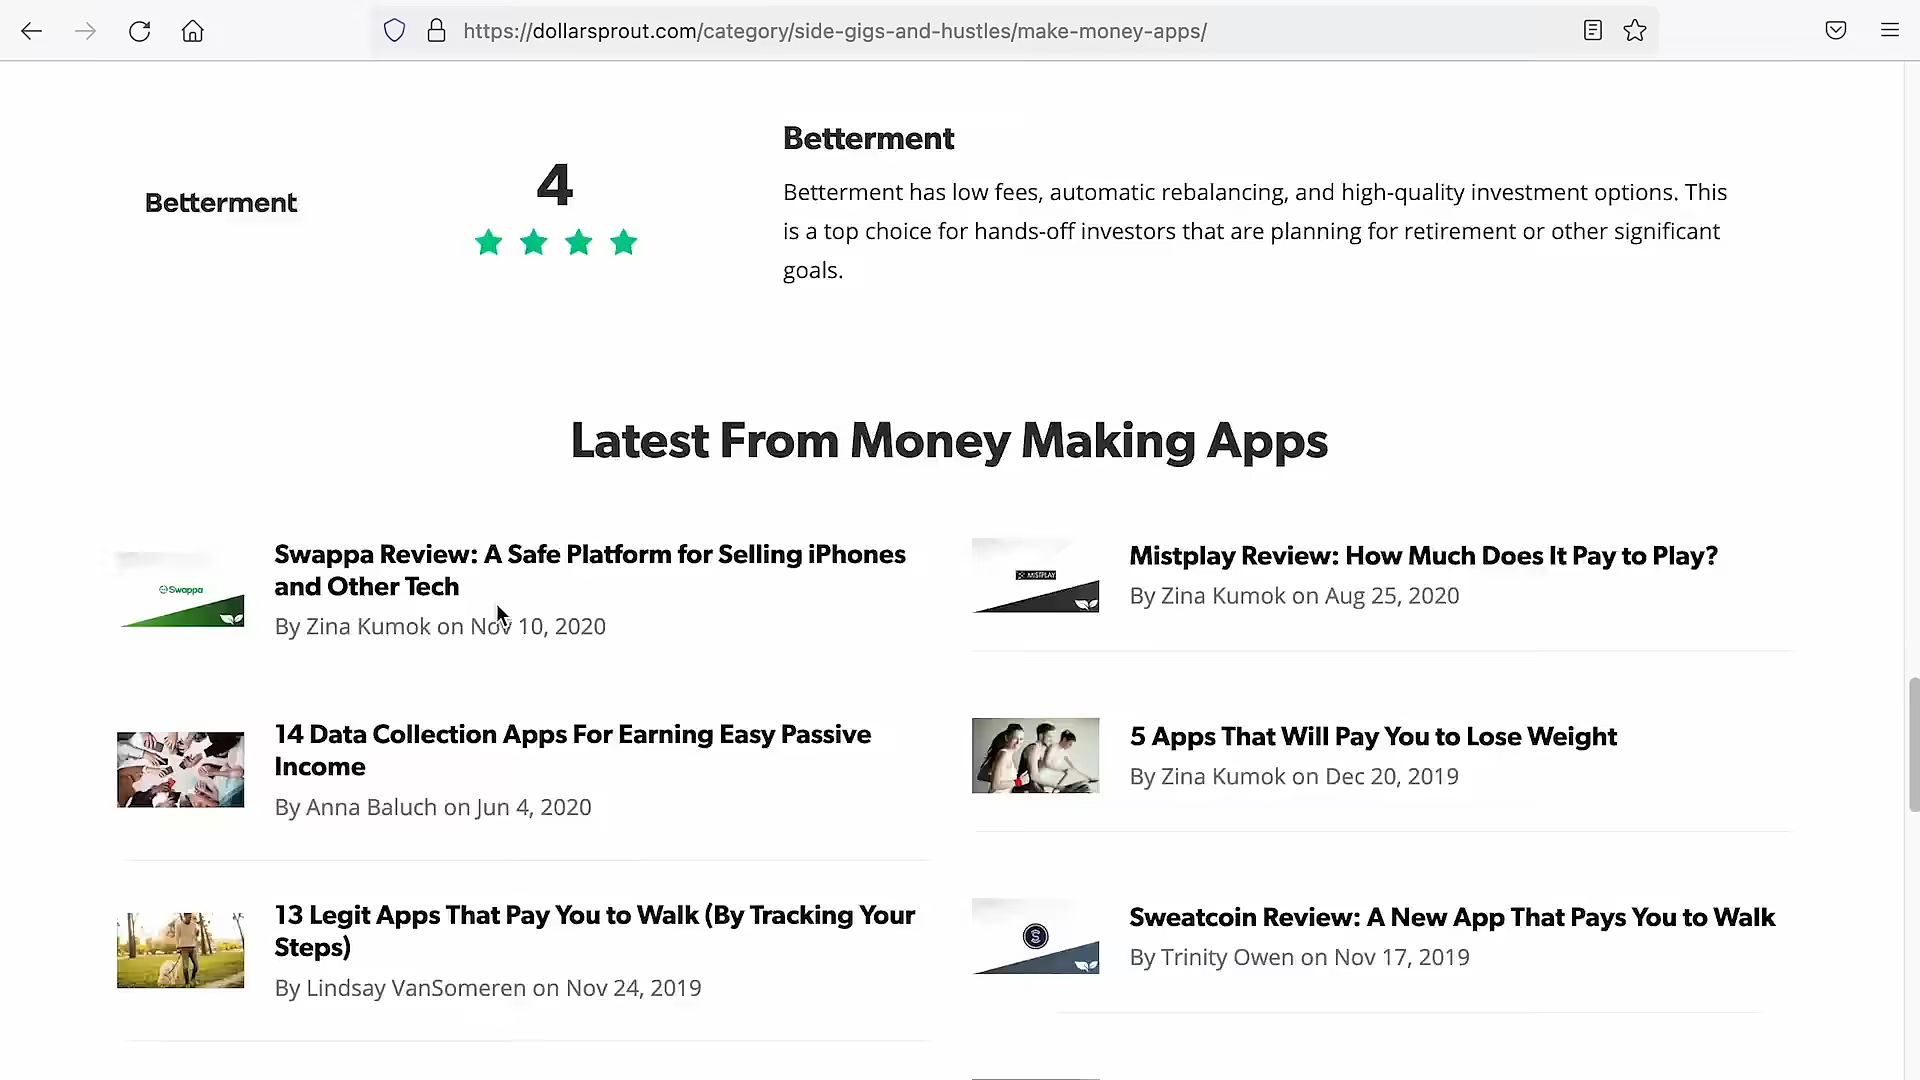 https://dollarsprout.com/category/side-gigs-and-hustles/make-money-apps/
Betterment
4
Betterment
Betterment has low fees, automatic rebalancing, and high-quality investment options. This
is a top choice for hands-off investors that are planning for retirement or other significant
goals.
Latest From Money Making Apps
Swappa
Swappa Review: A Safe Platform for Selling iPhones
and Other Tech
By Zina Kumok on Nov 10, 2020
MISTPLAY
Mistplay Review: How Much Does It Pay to Play?
By Zina Kumok on Aug 25, 2020
14 Data Collection Apps For Earning Easy Passive
Income
By Anna Baluch on Jun 4, 2020
5 Apps That Will Pay You to Lose Weight
By Zina Kumok on Dec 20, 2019
13 Legit Apps That Pay You to Walk (By Tracking Your
Steps)
By Lindsay VanSomeren on Nov 24, 2019
S
Sweatcoin Review: A New App That Pays You to Walk
By Trinity Owen on Nov 17, 2019